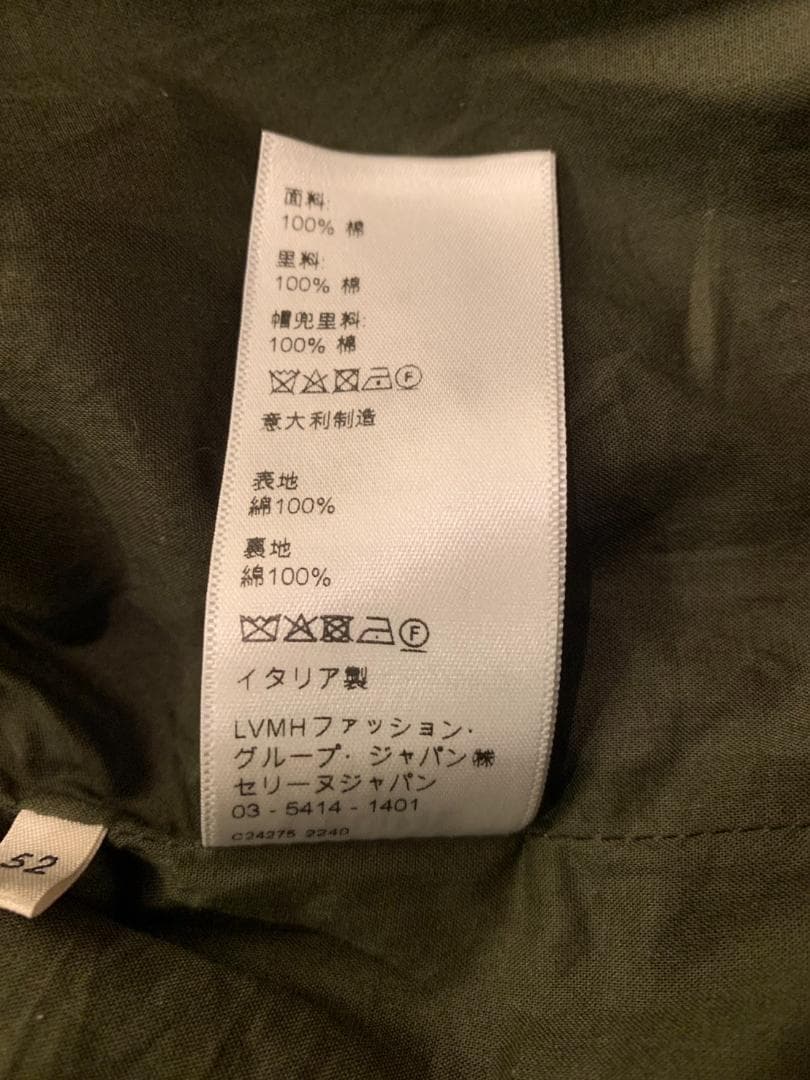 面料:
100% 棉
里料:
100% 棉
帽兜里料:
100% 棉
F
意大利制造
表地
綿100%
裏地
綿100%
F
イタリア製
LVMHファッション・
グループ・ジャパン㈱
セリーヌジャパン
03 - 5414 - 1401
C24275 2240
52